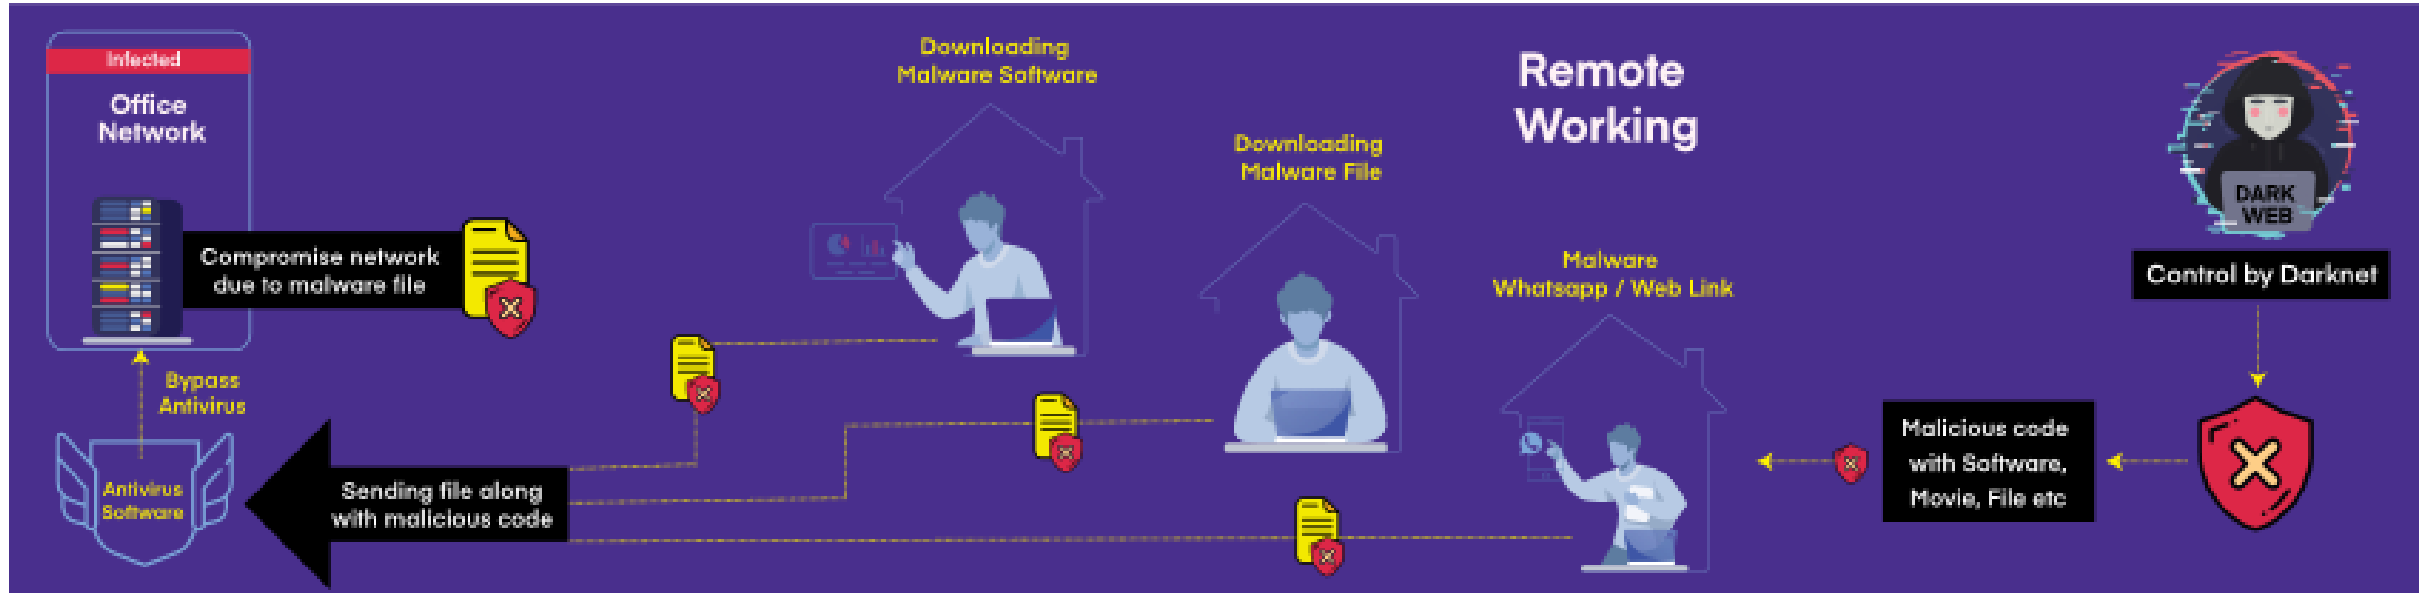 Infected
Office
Network
Compromise network
due to malware file
Bypass
Antivirus
Antivirus
Software
Sending file along
with malicious code
Downloading
Malware Software
Downloading
Malware File
Malware
Whatsapp / Web Link
Remote
Working
DARK
WEB
Control by Darknet
Malicious code
with Software,
Movie, File etc